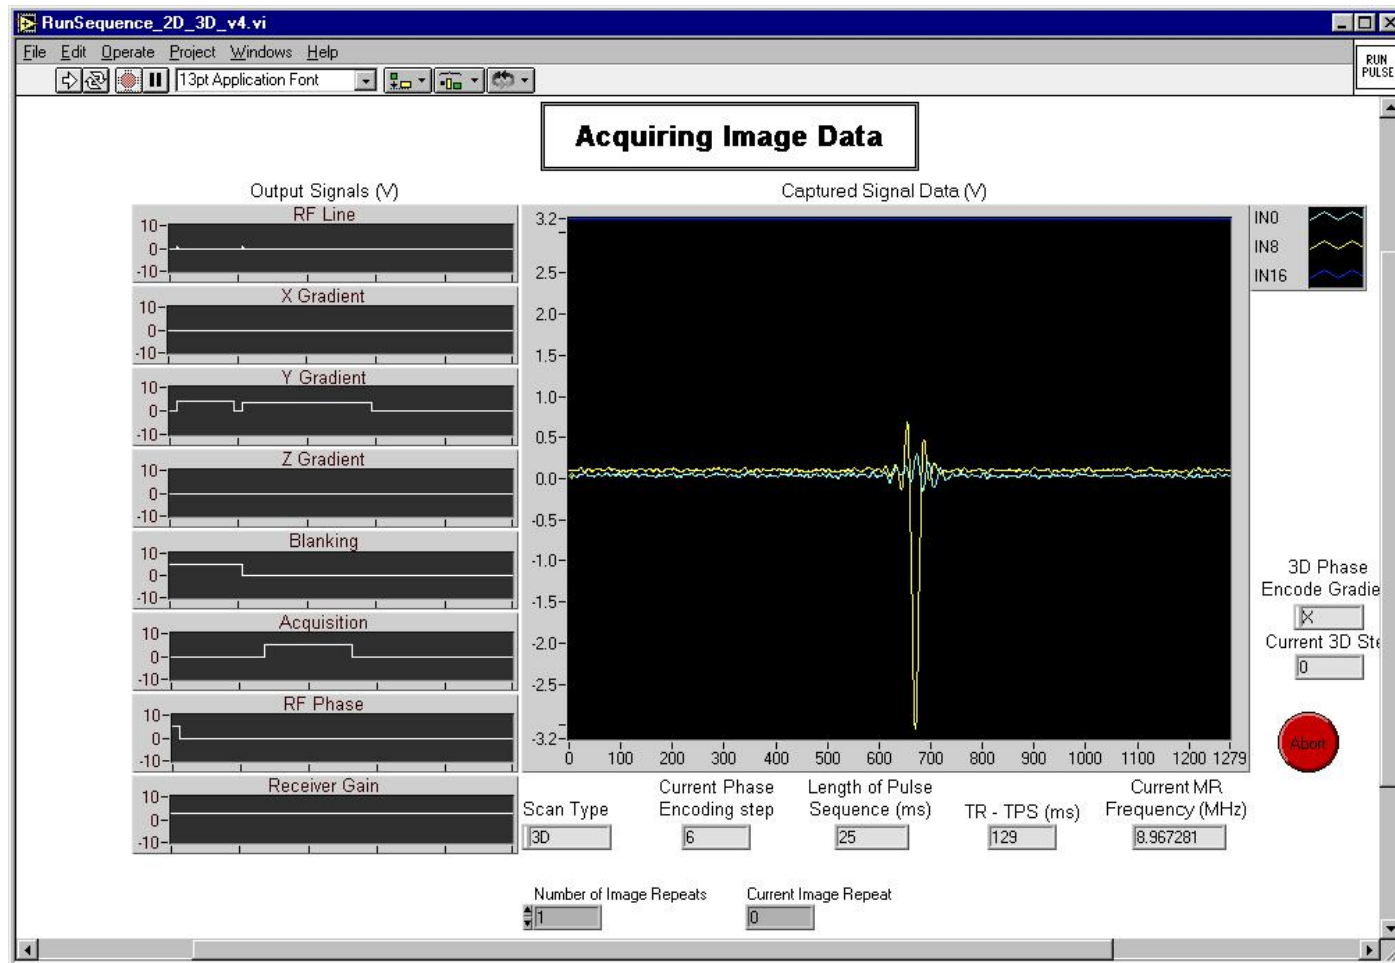 RunSequence_2D_3D_v4.vi
File Edit Operate Project Windows Help
13pt Application Font
RUN
PULSE
Acquiring Image Data
Output Signals (V)
RF Line
10
0
-10
X Gradient
10
0
-10
Y Gradient
10
0
-10
Z Gradient
10
0
-10
Blanking
10
0
-10
Acquisition
10
0
-10
RF Phase
10
0
-10
Receiver Gain
10
0
-10
Captured Signal Data (V)
3.2
2.5
2.0
1.5
1.0
0.5
0.0
-0.5
-1.0
-1.5
-2.0
-2.5
-3.2
0 100 200 300 400 500 600 700 800 900 1000 1100 1200 1279
IN0
IN8
IN16
3D Phase
Encode Gradie
X
Current 3D Ste
0
Abort
Scan Type
3D
Current Phase
Encoding step
6
Length of Pulse
Sequence (ms)
25
TR - TPS (ms)
129
Current MR
Frequency (MHz)
8.967281
Number of Image Repeats
1
Current Image Repeat
0